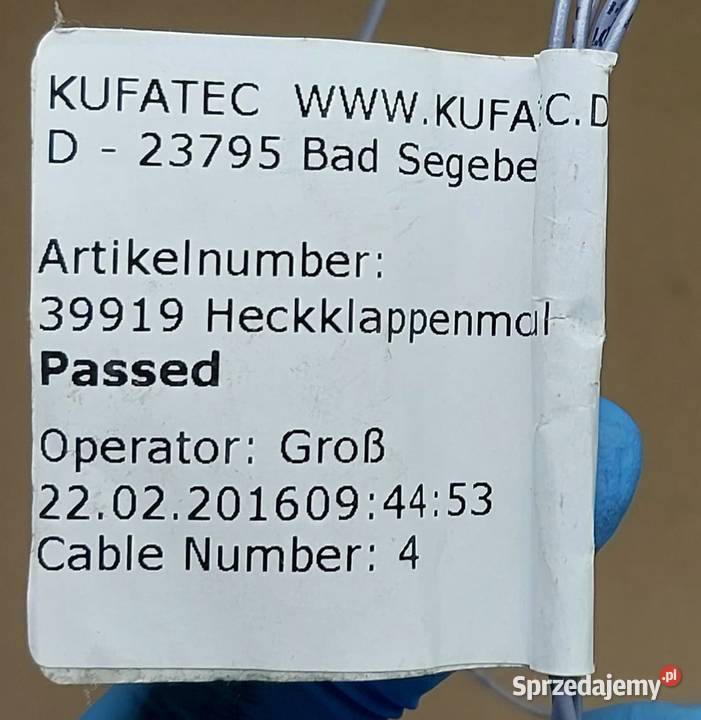 KUFATEC WWW.KUFA C.D
D - 23795 Bad Segebe
Artikelnumber:
39919 Heckklappenmo
Passed
Operator: Groß
22.02.201609:44:53
Cable Number: 4
Sprzedajemy.pl